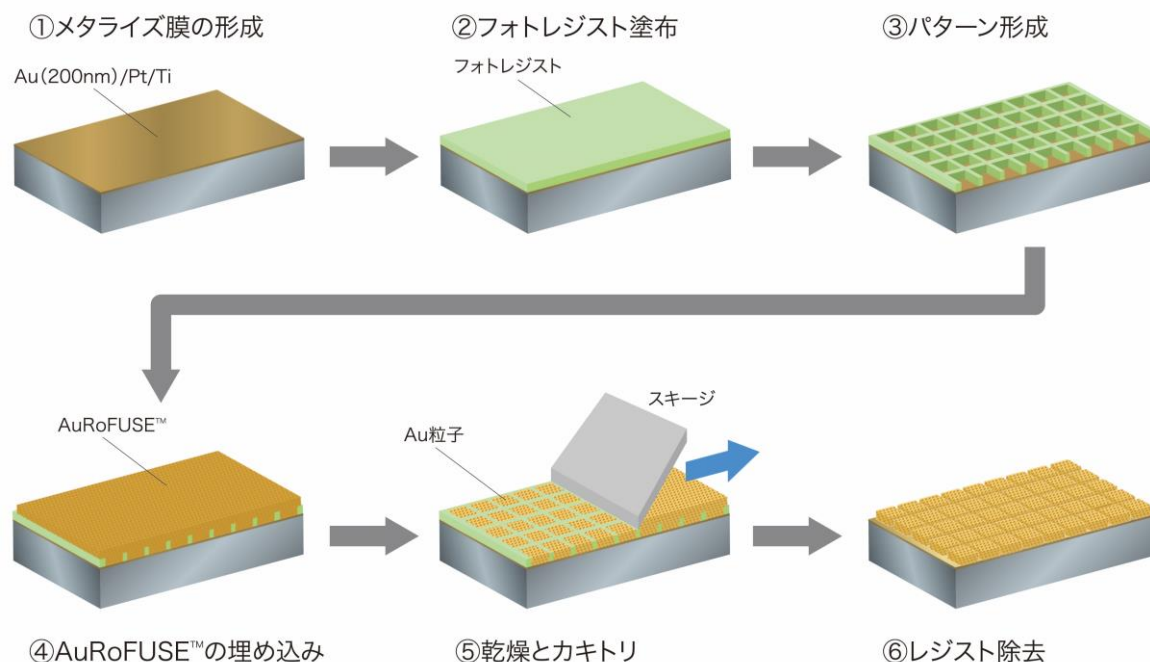 ①メタライズ膜の形成
②フォトレジスト塗布
③パターン形成
Au(200nm)/Pt/Ti
フォトレジスト
AuRoFUSE™
Au粒子
スキージ
④AuRoFUSE™の埋め込み
⑤乾燥とカキトリ
⑥レジスト除去